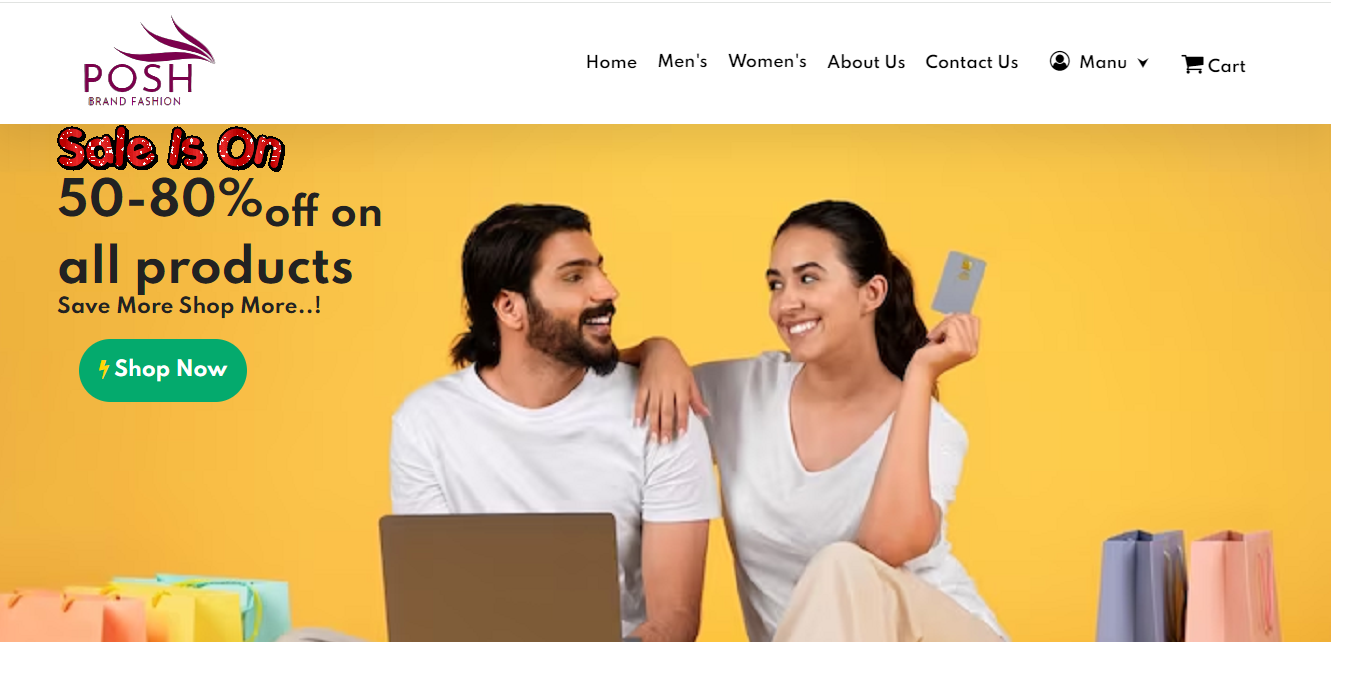 POSH
BRAND FASHION
Home Men's Women's About Us Contact Us Manu Cart
Sale Is On
50-80% off on
all products
Save More Shop More..!
Shop Now